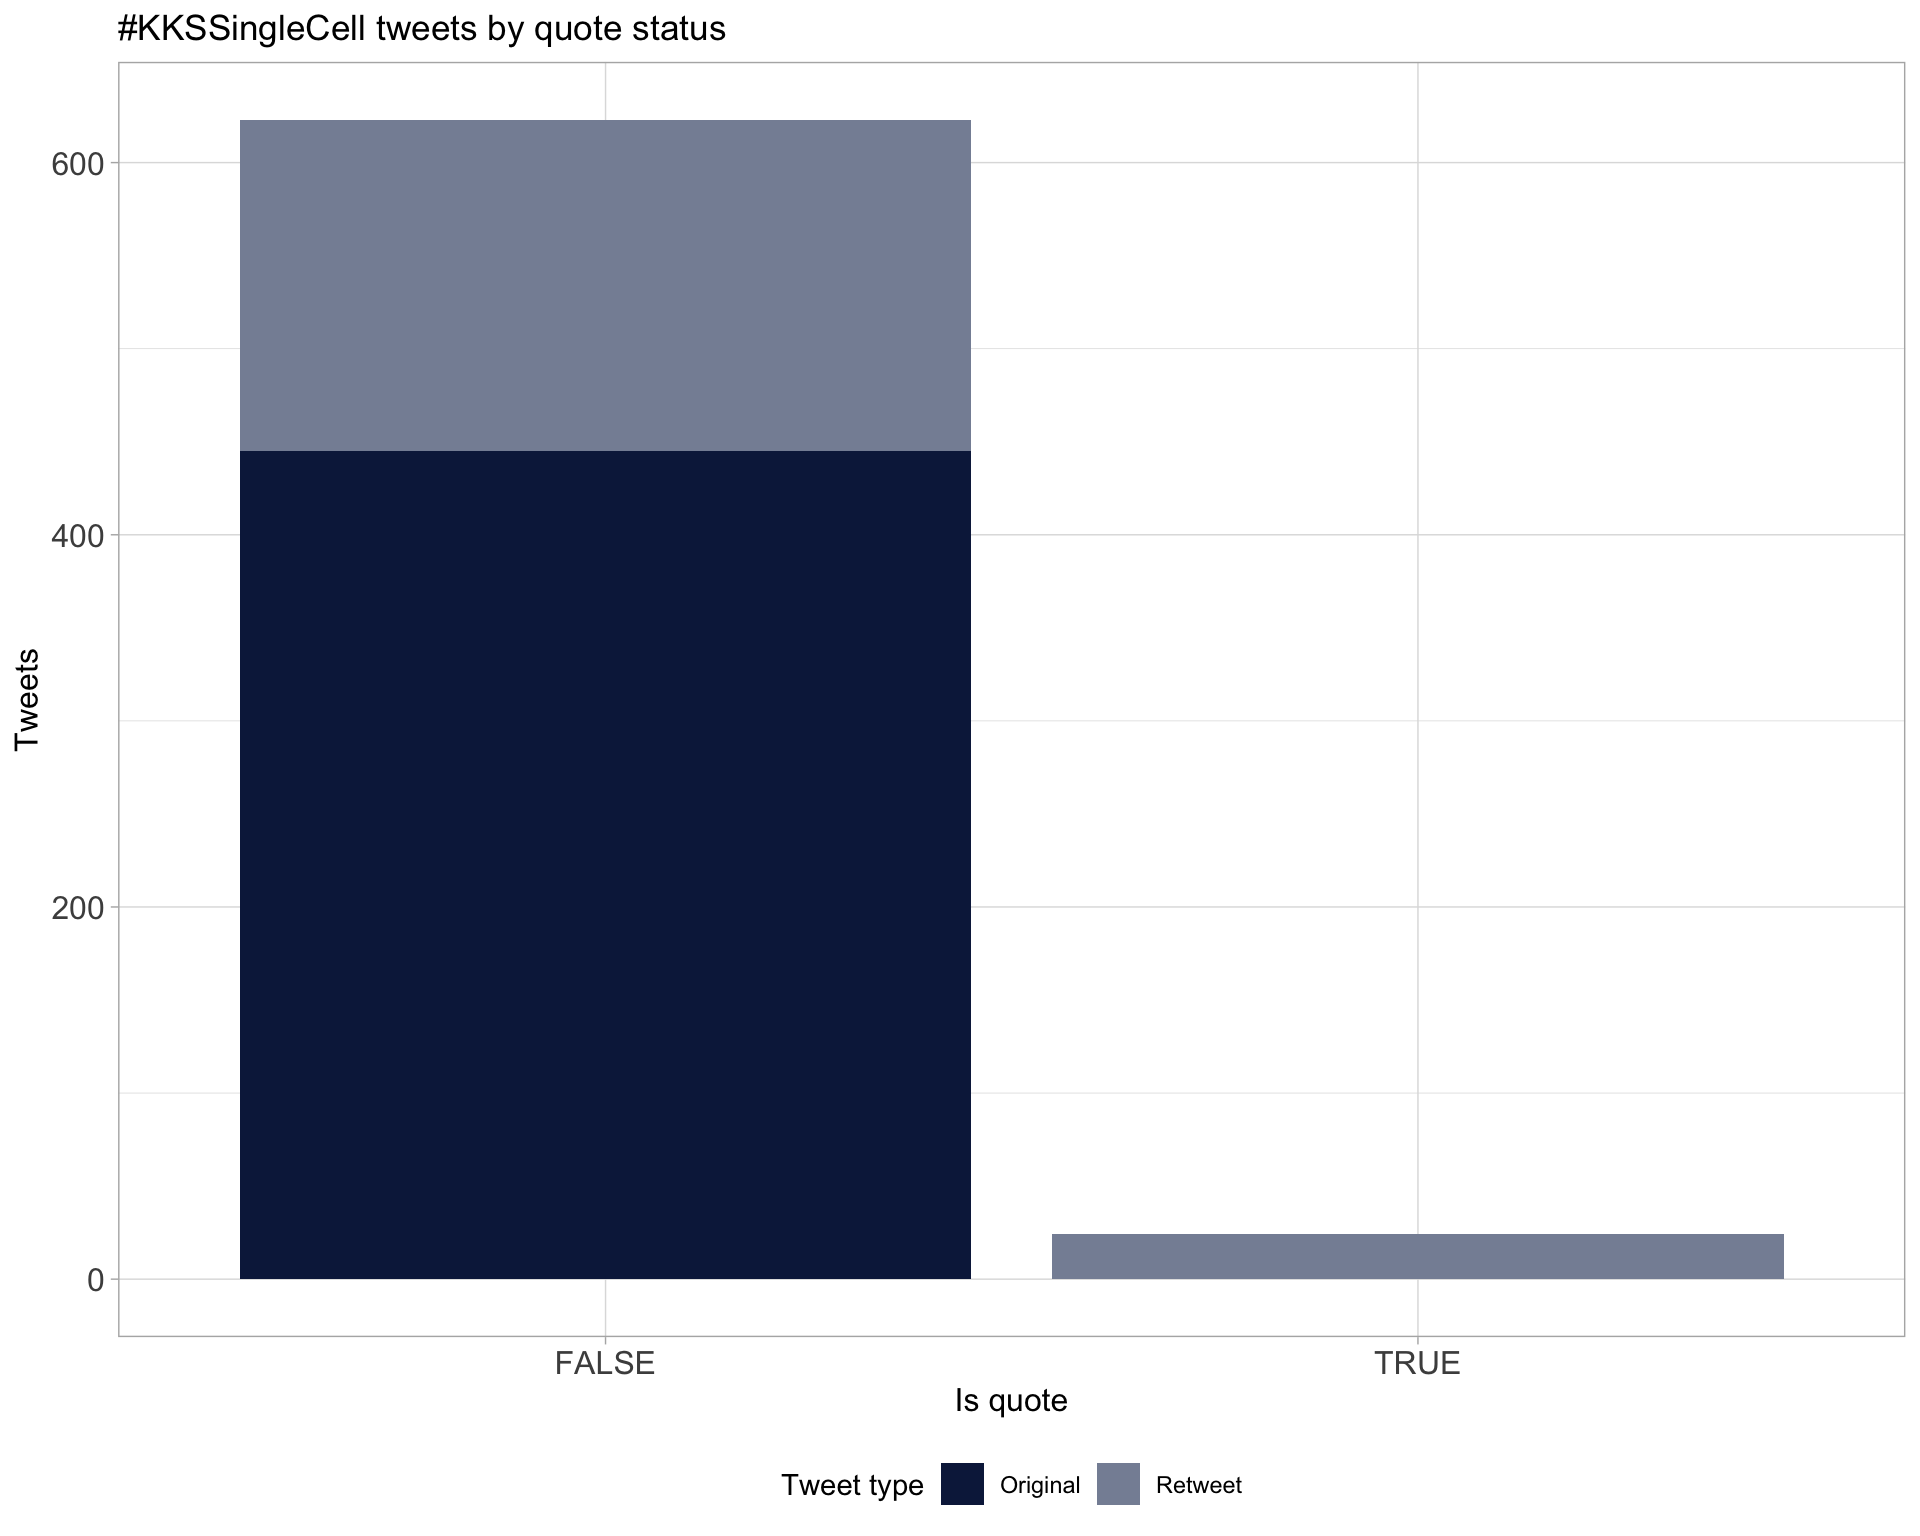 #KKSSingleCell tweets by quote status
600
400
200
0
Tweets
FALSE TRUE
Is quote
Tweet type Original Retweet